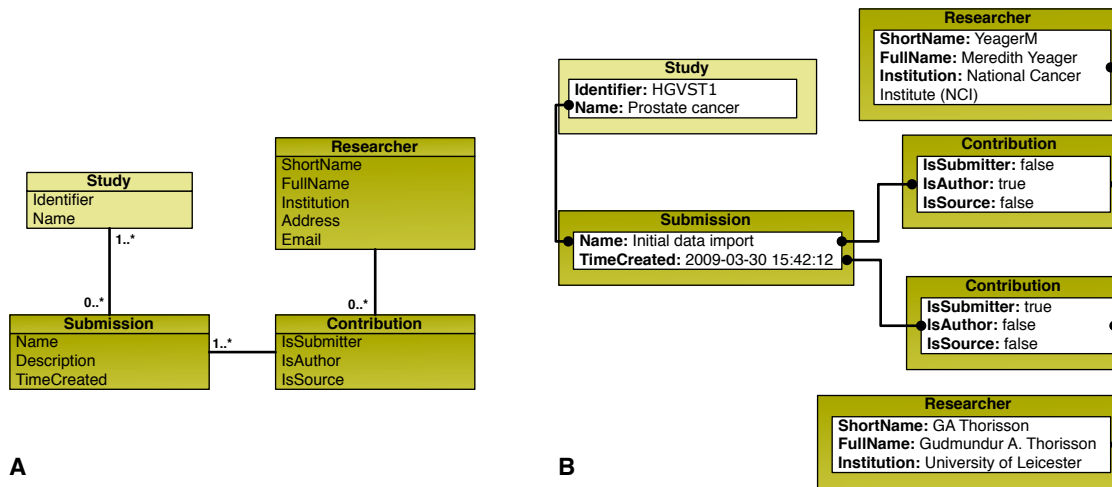 Study
Identifier
Name
1..*
0..*
Submission
Name
Description
TimeCreated
1..*
Researcher
ShortName
FullName
Institution
Address
Email
0..*
Contribution
IsSubmitter
IsAuthor
IsSource
A
Study
Identifier: HGVST1
Name: Prostate cancer
Submission
Name: Initial data import
TimeCreated: 2009-03-30 15:42:12
Researcher
ShortName: YeagerM
FullName: Meredith Yeager
Institution: National Cancer
Institute (NCI)
Contribution
IsSubmitter: false
IsAuthor: true
IsSource: false
Contribution
IsSubmitter: true
IsAuthor: false
IsSource: false
Researcher
ShortName: GA Thorisson
FullName: Gudmundur A. Thorisson
Institution: University of Leicester
B